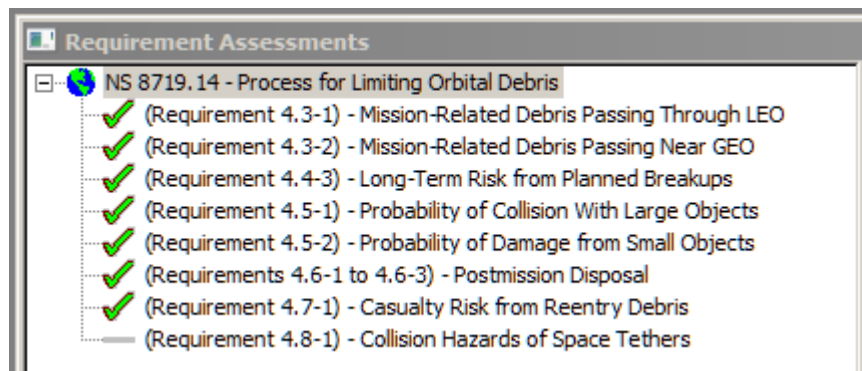 Requirement Assessments
NS 8719.14 - Process for Limiting Orbital Debris
(Requirement 4.3-1) - Mission-Related Debris Passing Through LEO
(Requirement 4.3-2) - Mission-Related Debris Passing Near GEO
(Requirement 4.4-3) - Long-Term Risk from Planned Breakups
(Requirement 4.5-1) - Probability of Collision With Large Objects
(Requirement 4.5-2) - Probability of Damage from Small Objects
(Requirements 4.6-1 to 4.6-3) - Postmission Disposal
(Requirement 4.7-1) - Casualty Risk from Reentry Debris
(Requirement 4.8-1) - Collision Hazards of Space Tethers